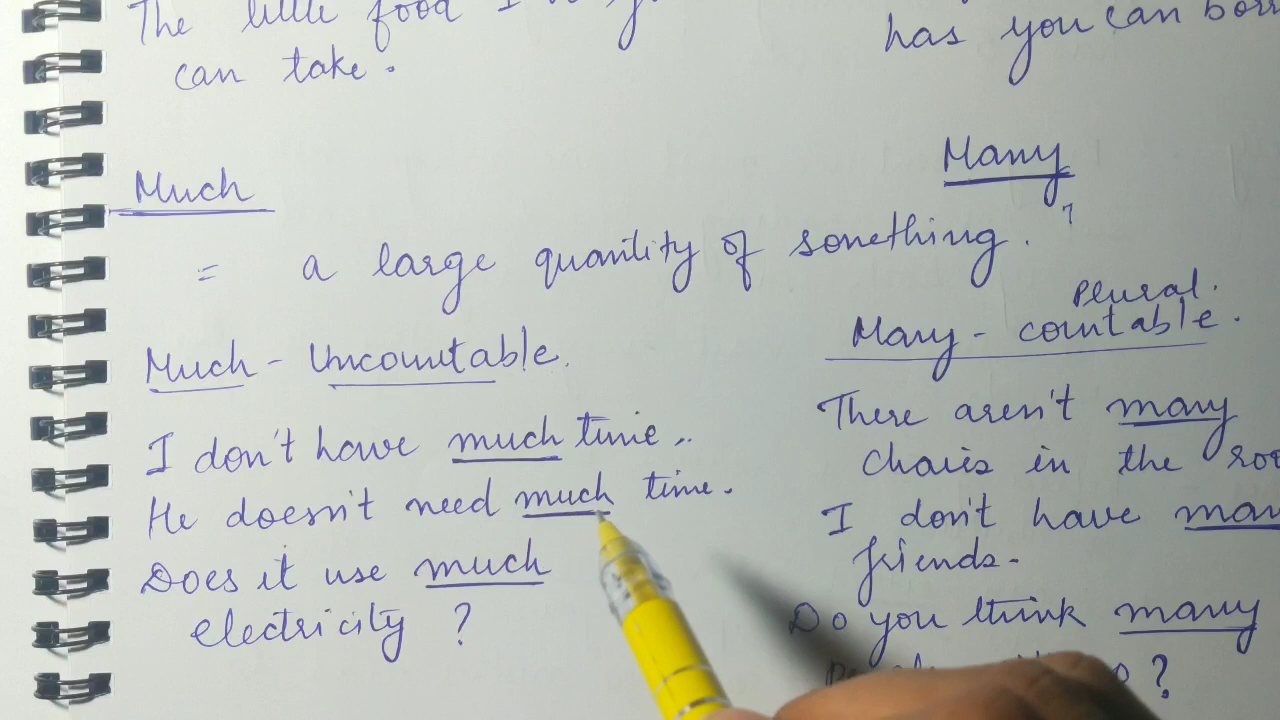 The little food I
can take.
has you can
Much
Many
= a large quantity of something.
Much - Uncountable.
I don't have much time..
He doesn't need much time.
Does it use much
electricity ?
Plural.
Many - countable.
There aren't many
chairs in the
I don't have
friends.
Do you think many
?